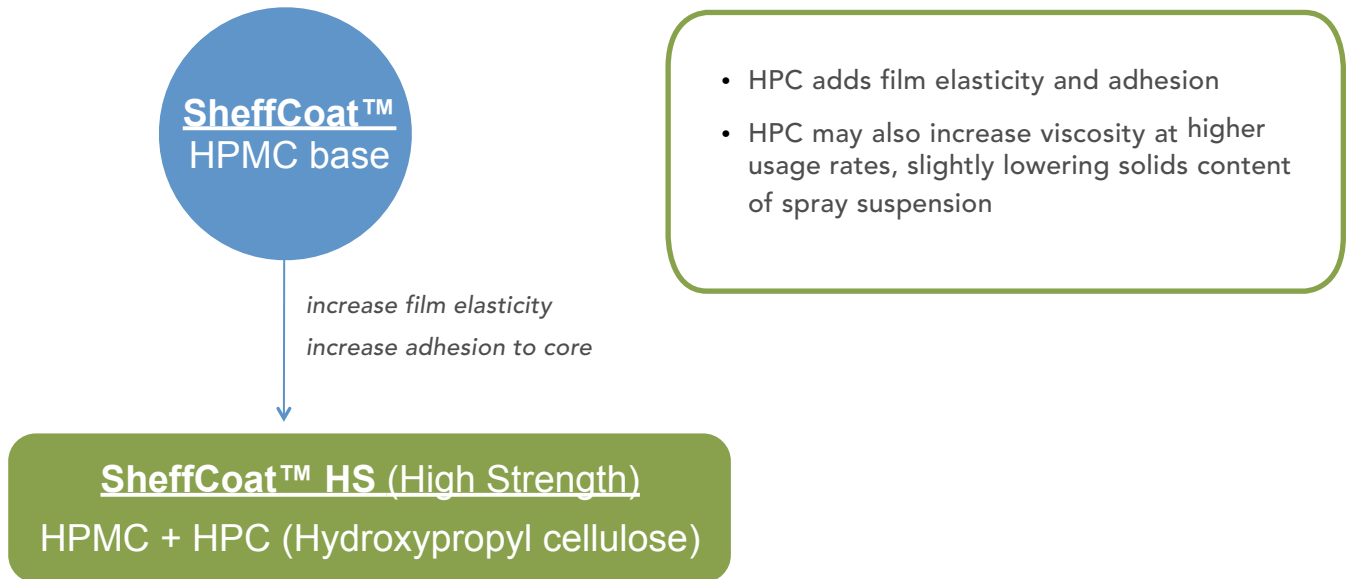 SheffCoat™
HPMC base
• HPC adds film elasticity and adhesion
• HPC may also increase viscosity at higher
usage rates, slightly lowering solids content
of spray suspension
increase film elasticity
increase adhesion to core
SheffCoat™ HS (High Strength)
HPMC + HPC (Hydroxypropyl cellulose)